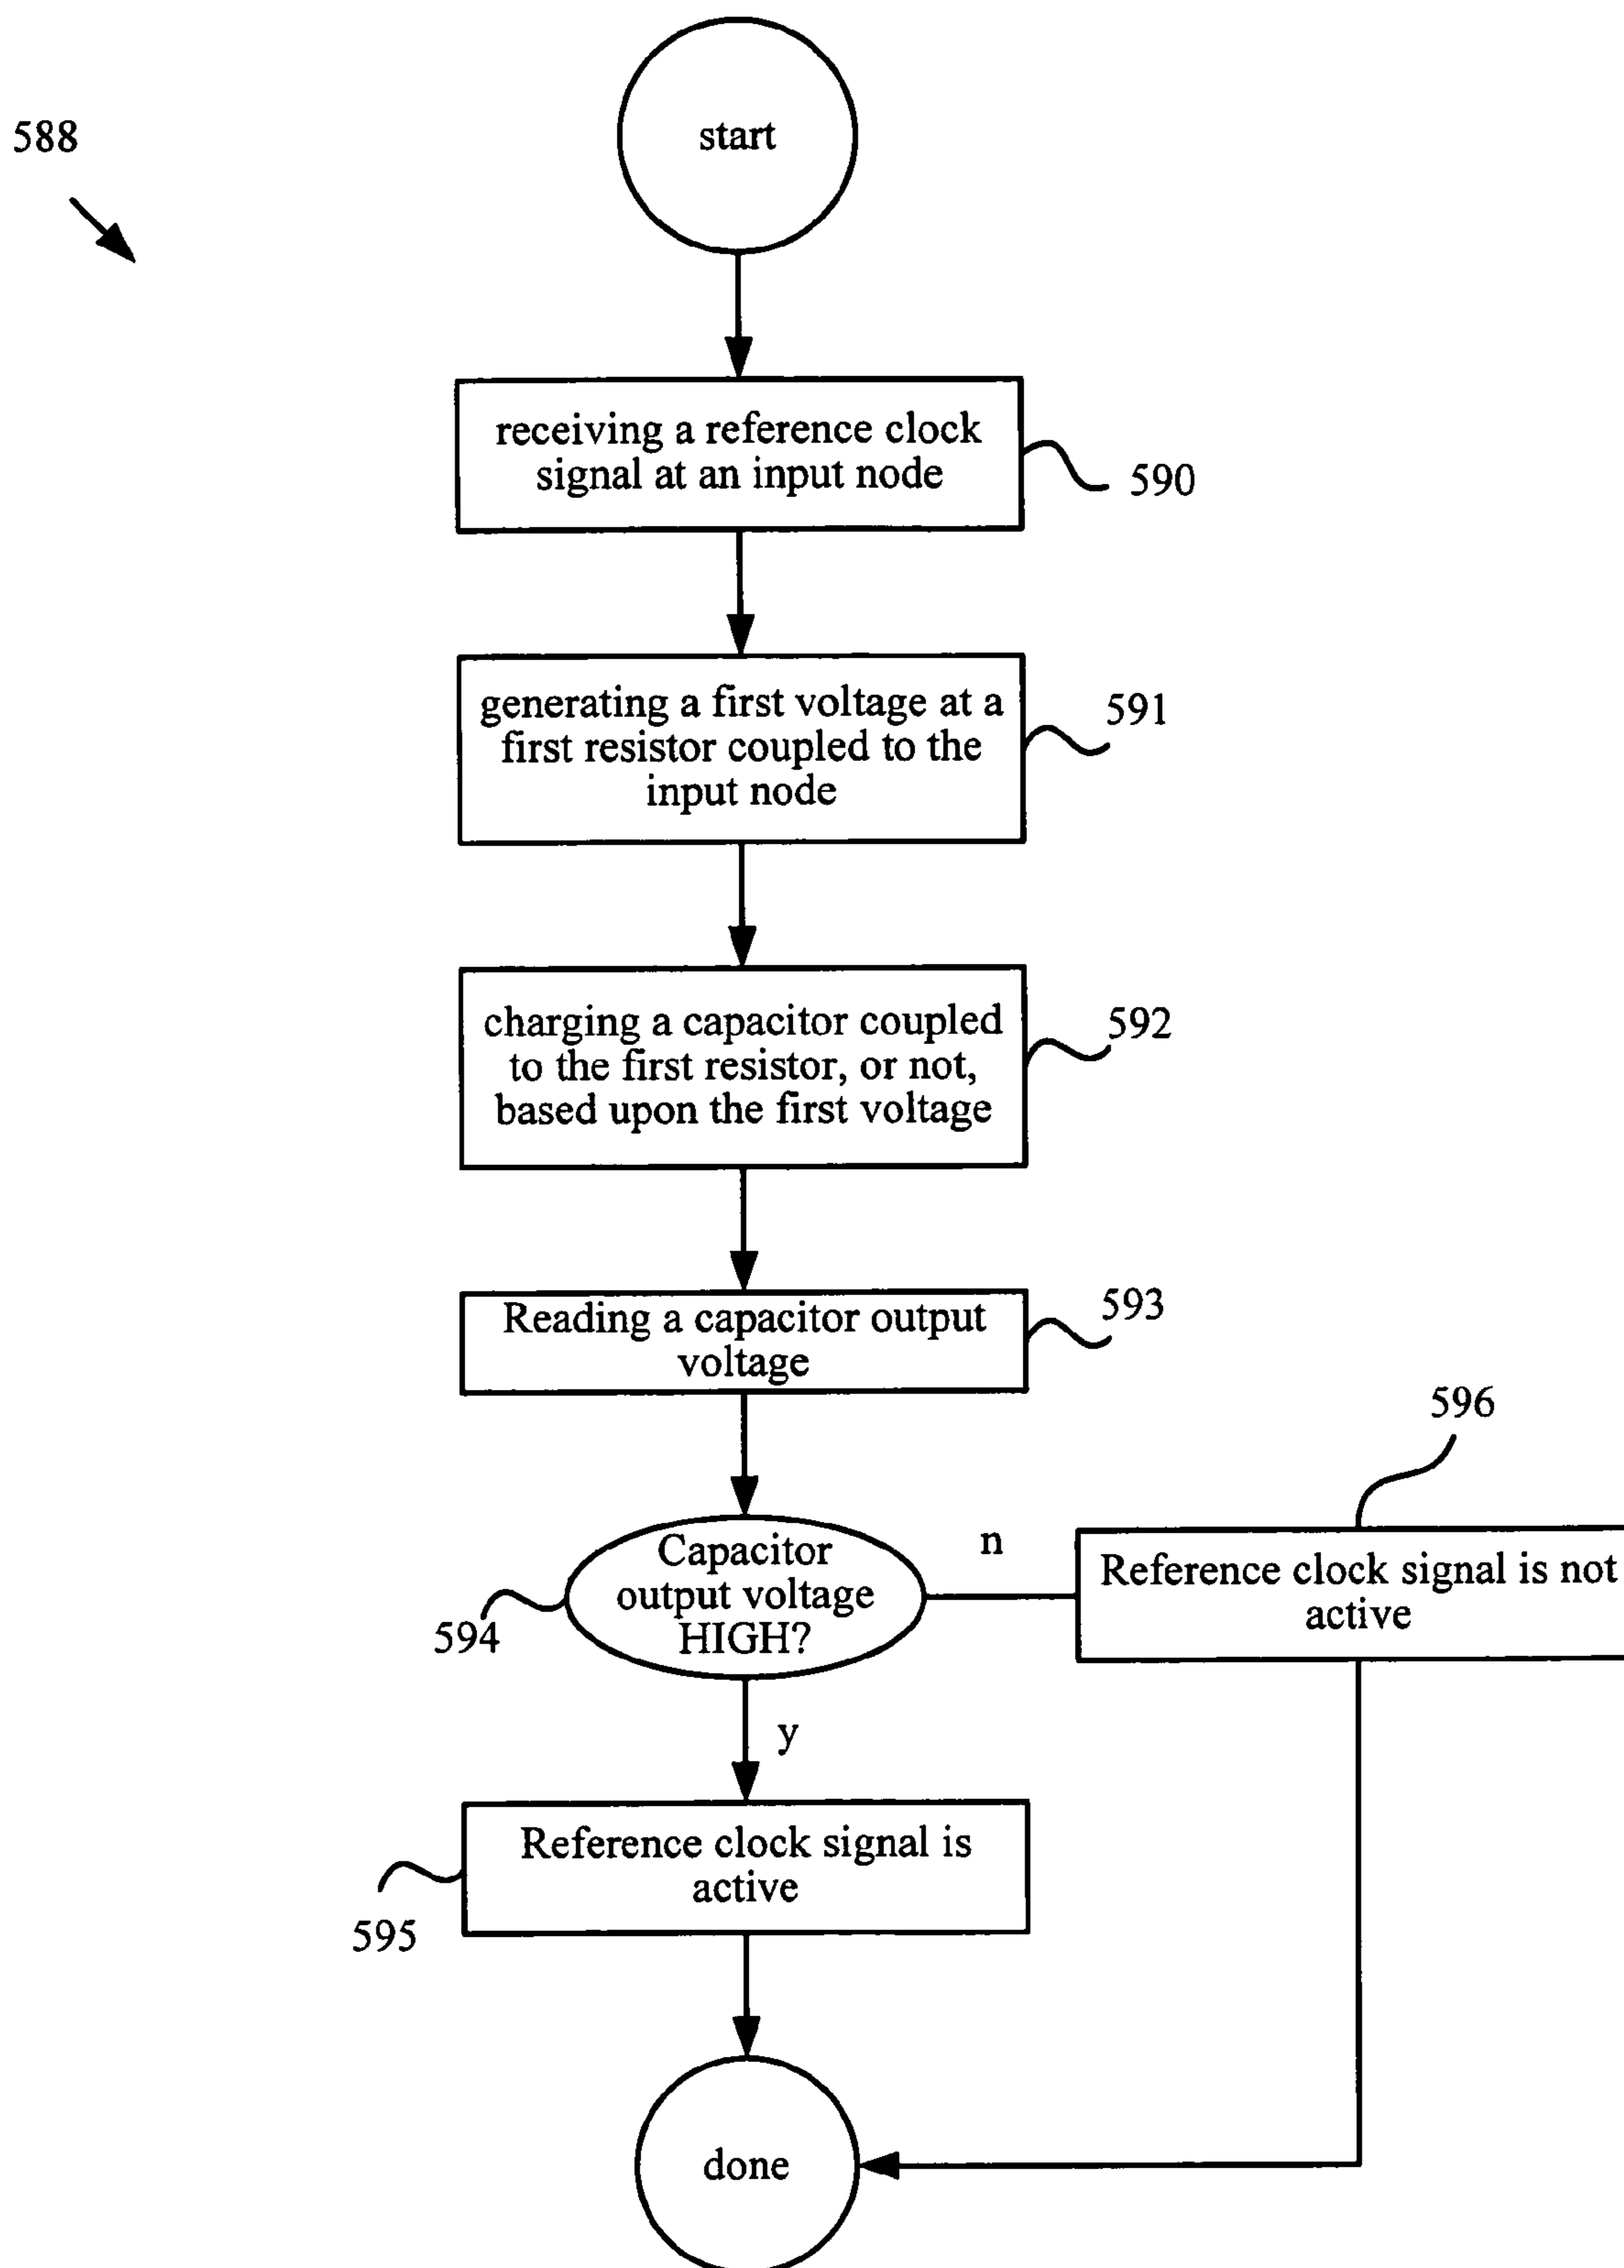 588
start
receiving a reference clock
signal at an input node
590
generating a first voltage at a
first resistor coupled to the
input node
591
charging a capacitor coupled
to the first resistor, or not,
based upon the first voltage
592
Reading a capacitor output
voltage
593
Capacitor
output voltage
HIGH?
594
n
596
Reference clock signal is not
active
y
Reference clock signal is
active
595
done